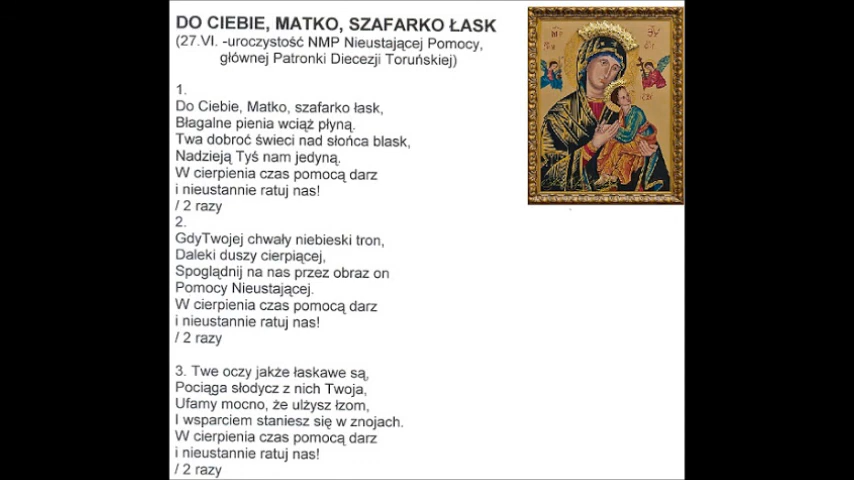 DO CIEBIE, MATKO, SZAFARKO ŁASK
(27.VI. -uroczystość NMP Nieustającej Pomocy,
głównej Patronki Diecezji Toruńskiej)
1.
Do Ciebie, Matko, szafarko łask,
Błagalne pienia wciąż płyną.
Twa dobroć świeci nad słońca blask,
Nadzieją Tyś nam jedyną.
W cierpienia czas pomocą darz
i nieustannie ratuj nas!
/ 2 razy
2.
GdyTwojej chwały niebieski tron,
Daleki duszy cierpiącej,
Spoglądnij na nas przez obraz on
Pomocy Nieustającej.
W cierpienia czas pomocą darz
i nieustannie ratuj nas!
/ 2 razy
3. Twe oczy jakże łaskawe są,
Pociąga słodycz z nich Twoja,
Ufamy mocno, że ulżysz łzom,
I wsparciem staniesz się w znojach.
W cierpienia czas pomocą darz
i nieustannie ratuj nas!
/ 2 razy